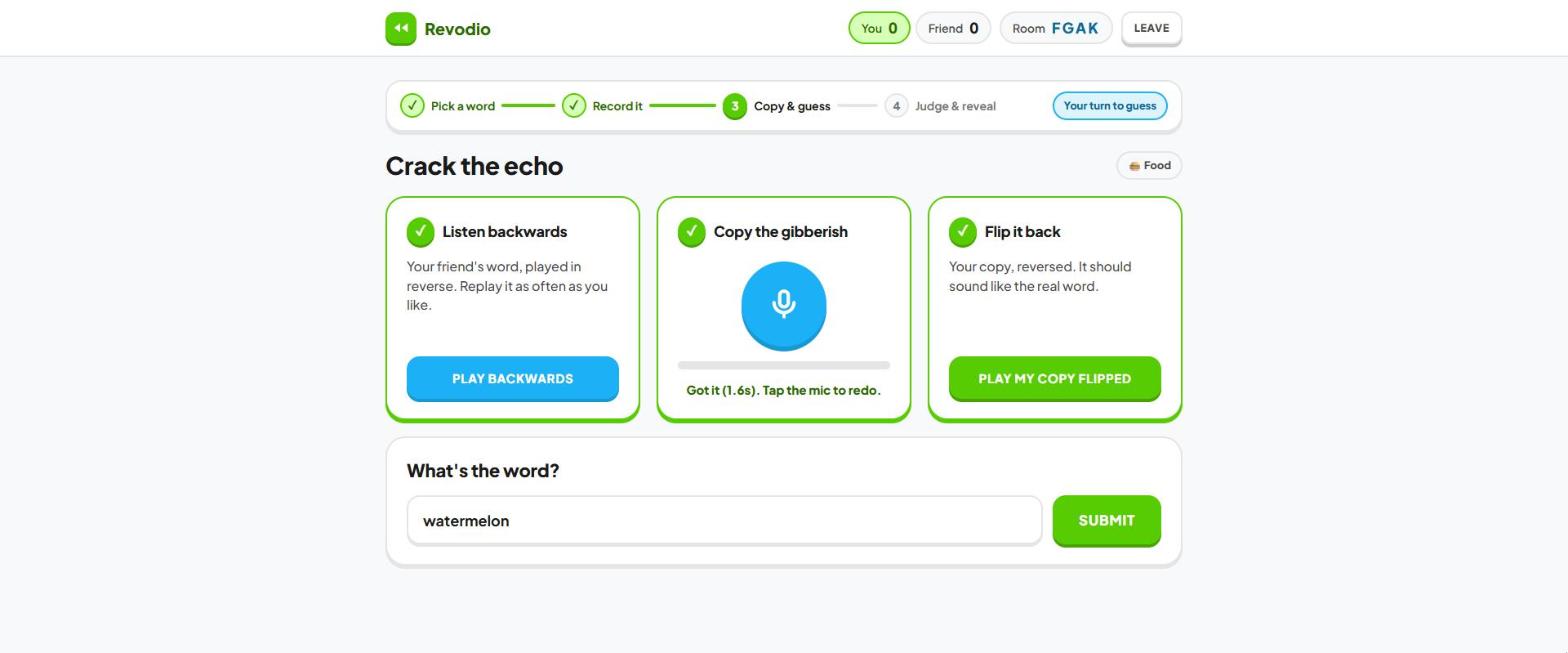 Revodio
You 0
Friend 0
Room FGAK
LEAVE
✓ Pick a word
✓ Record it
3 Copy & guess
4 Judge & reveal
Your turn to guess
Crack the echo
🍔 Food
✓ Listen backwards
Your friend's word, played in
reverse. Replay it as often as you
like.
PLAY BACKWARDS
✓ Copy the gibberish
Got it (1.6s). Tap the mic to redo.
✓ Flip it back
Your copy, reversed. It should
sound like the real word.
PLAY MY COPY FLIPPED
What's the word?
watermelon
SUBMIT